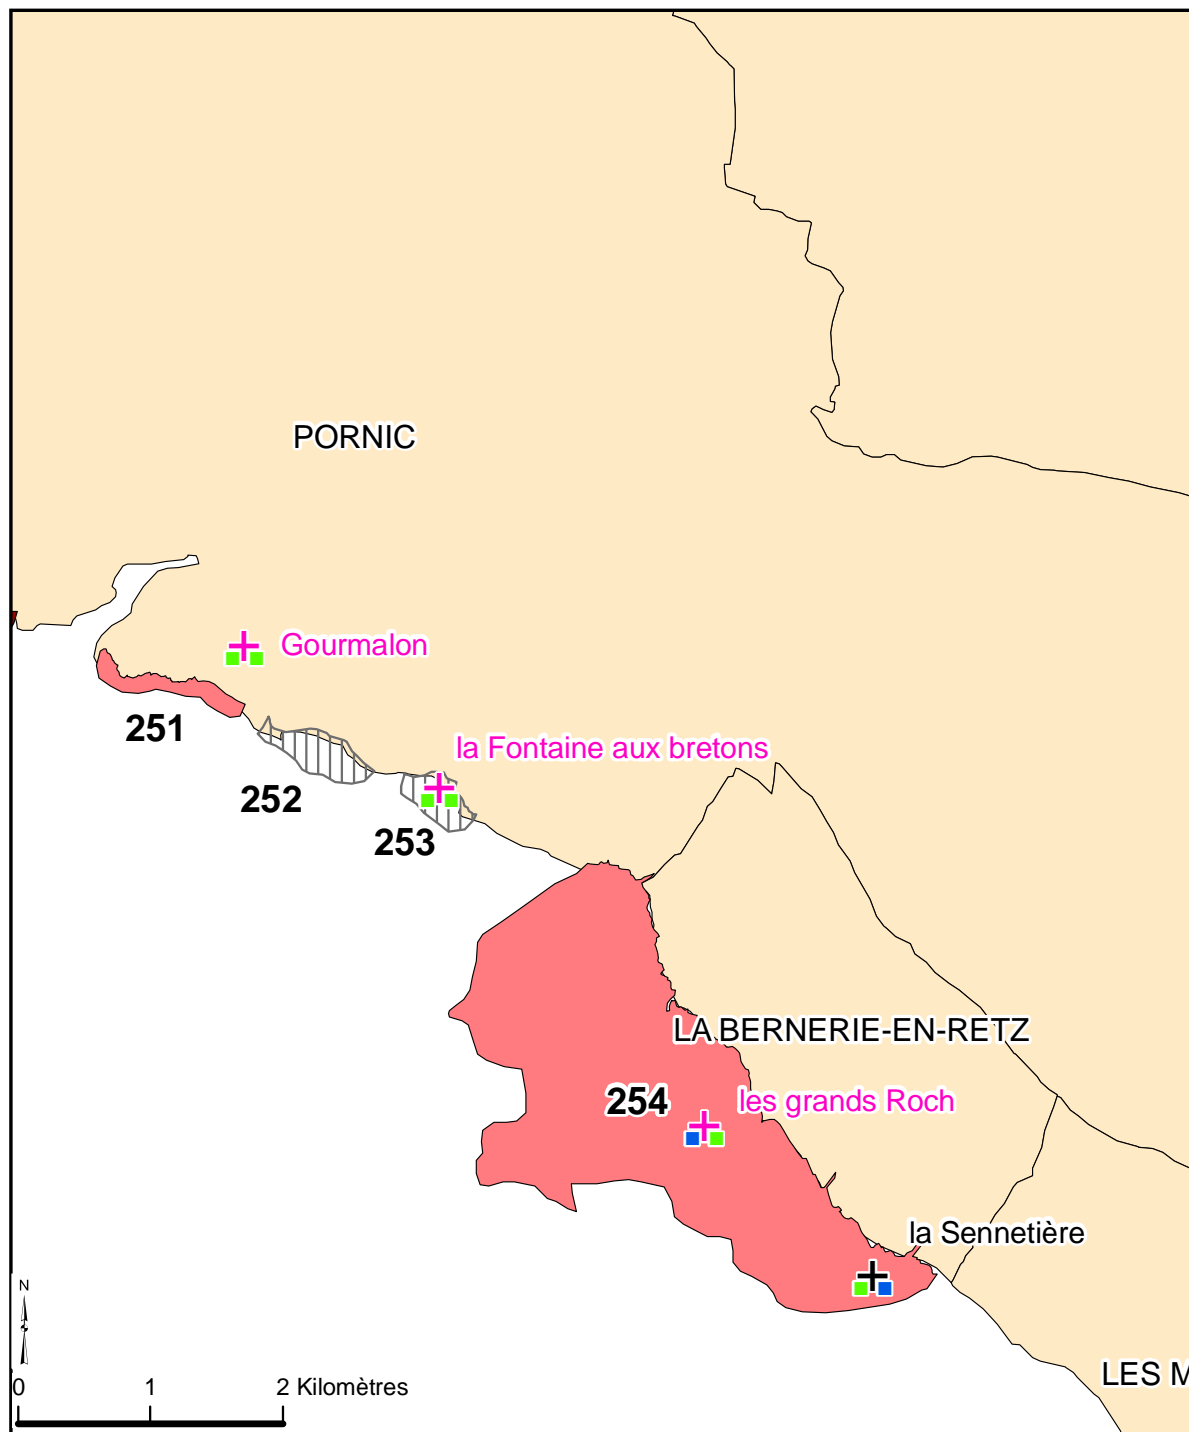 PORNIC
Gourmalon
251
la Fontaine aux bretons
252
253
LA BERNERIE-EN-RETZ
254
les grands Roch
la Sennetière
N
LES M
0 1 2 Kilomètres